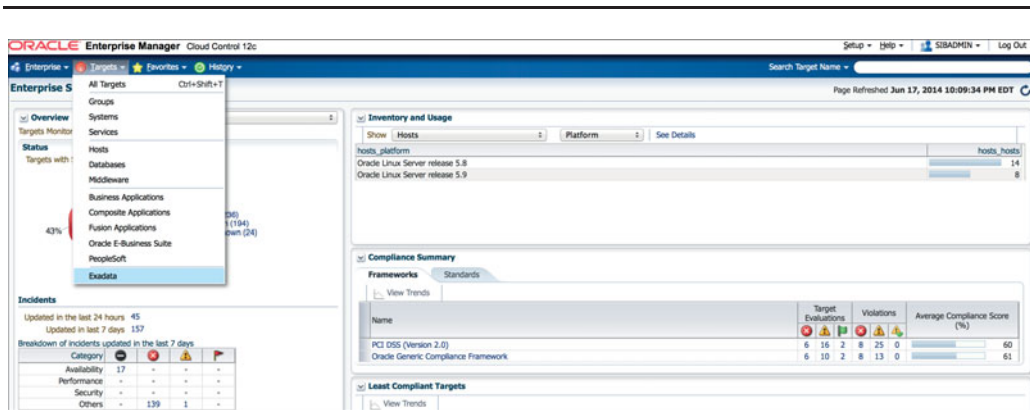 ORACLE Enterprise Manager Cloud Control 12c
Setup Help SIBADMIN Log Out
Enterprise Targets Favorites History
Search Target Name
Enterprise S
Page Refreshed Jun 17, 2014 10:09:34 PM EDT
All Targets Ctrl+Shift+T
Groups
Systems
Services
Hosts
Databases
Middleware
Business Applications
Composite Applications
Fusion Applications
Oracle E-Business Suite
PeopleSoft
Exadata
Overview
Targets Monitor
Status
Targets with
43%
(194)
own (24)
Incidents
Updated in the last 24 hours 45
Updated in last 7 days 157
Breakdown of incidents updated in the last 7 days
Category
Availability 17 - - -
Performance - - - -
Security - - - -
Others - 139 1 -
Inventory and Usage
Show Hosts Platform See Details
hosts_platform hosts_hosts
Oracle Linux Server release 5.8 14
Oracle Linux Server release 5.9 8
Compliance Summary
Frameworks Standards
View Trends
Name Target Evaluations Violations Average Compliance Score (%)
PCI DSS (Version 2.0) 6 16 2 8 25 0 60
Oracle Generic Compliance Framework 6 10 2 8 13 0 61
Least Compliant Targets
View Trends